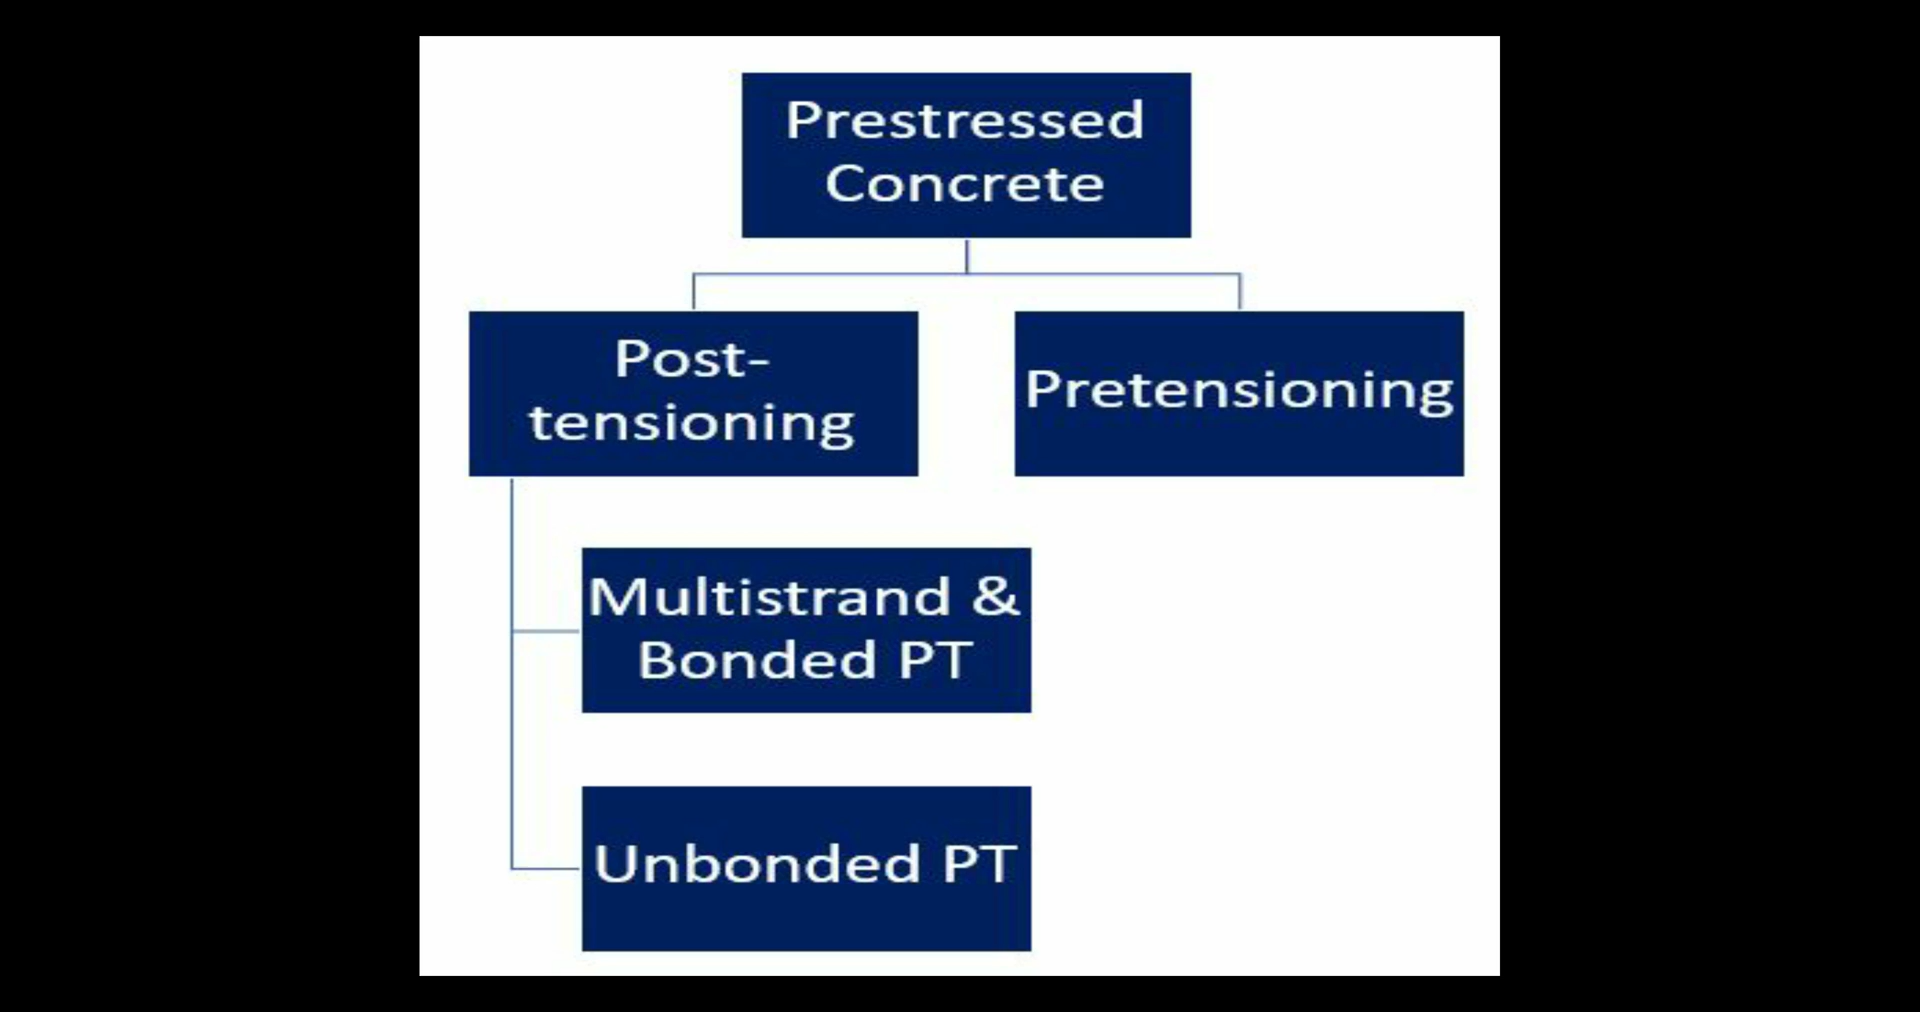 Prestressed
Concrete
Post-
tensioning
Pretensioning
Multistrand &
Bonded PT
Unbonded PT